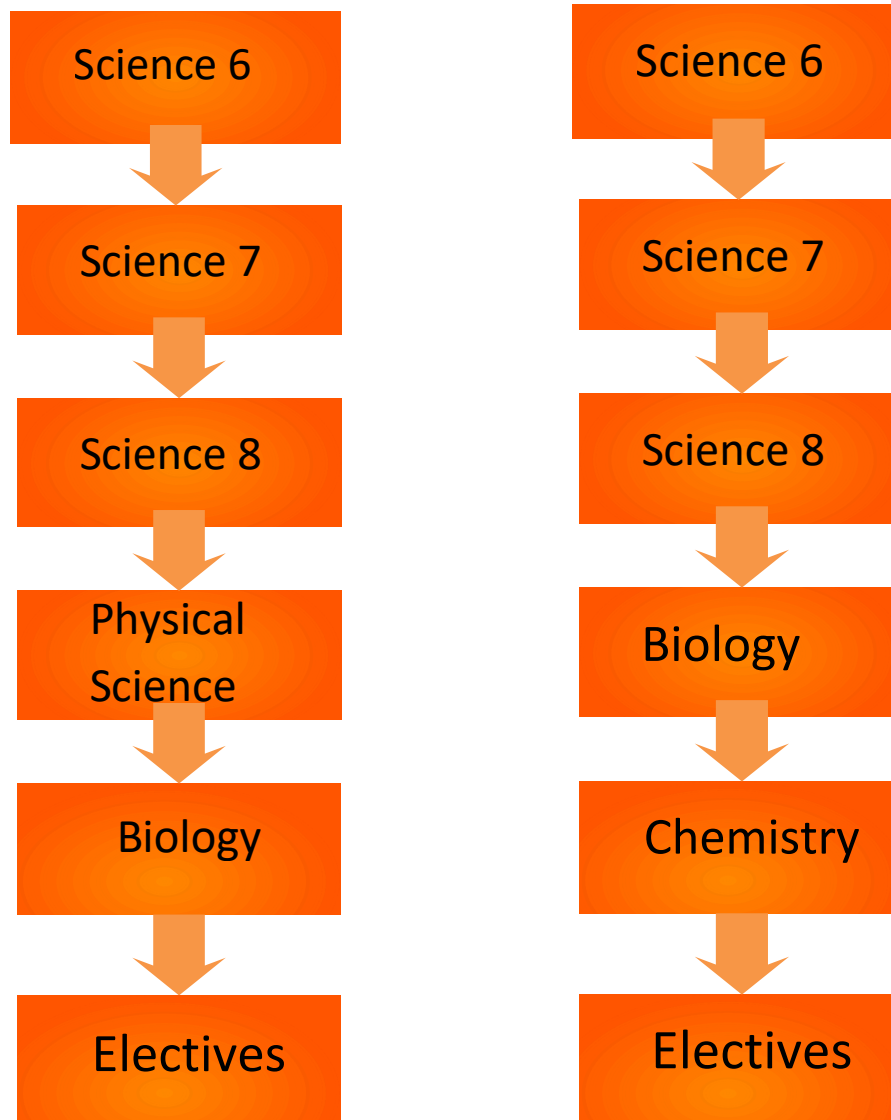 Science 6
Science 7
Science 8
Physical
Science
Biology
Electives
Science 6
Science 7
Science 8
Biology
Chemistry
Electives